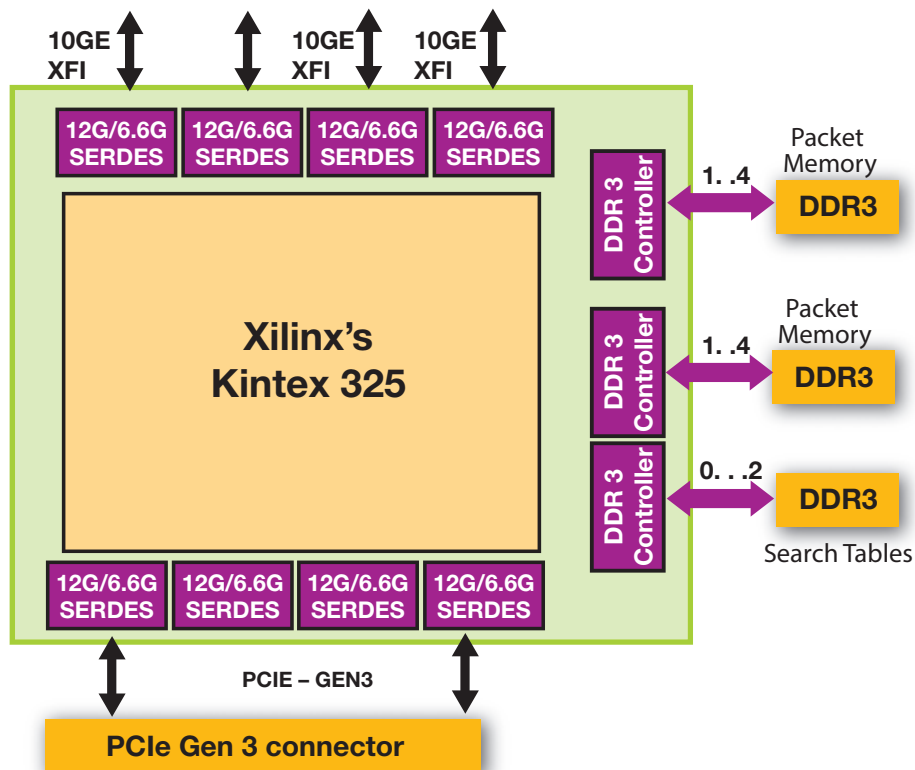 10GE
XFI
10GE
XFI
10GE
XFI
12G/6.6G
SERDES
12G/6.6G
SERDES
12G/6.6G
SERDES
12G/6.6G
SERDES
Xilinx's
Kintex 325
DDR 3
Controller
1. .4
Packet
Memory
DDR3
DDR 3
Controller
1. .4
Packet
Memory
DDR3
DDR 3
Controller
0. . .2
DDR3
Search Tables
12G/6.6G
SERDES
12G/6.6G
SERDES
12G/6.6G
SERDES
12G/6.6G
SERDES
PCIE – GEN3
PCIe Gen 3 connector